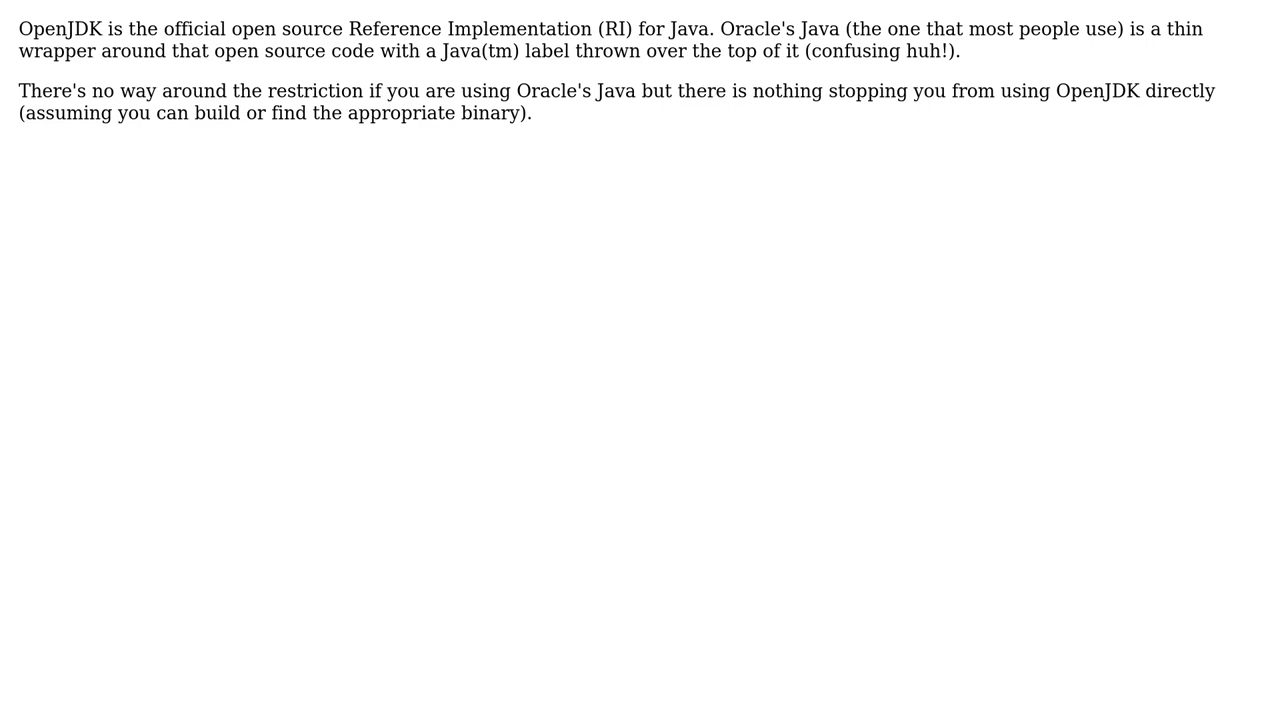 OpenJDK is the official open source Reference Implementation (RI) for Java. Oracle's Java (the one that most people use) is a thin
wrapper around that open source code with a Java(tm) label thrown over the top of it (confusing huh!).
There's no way around the restriction if you are using Oracle's Java but there is nothing stopping you from using OpenJDK directly
(assuming you can build or find the appropriate binary).